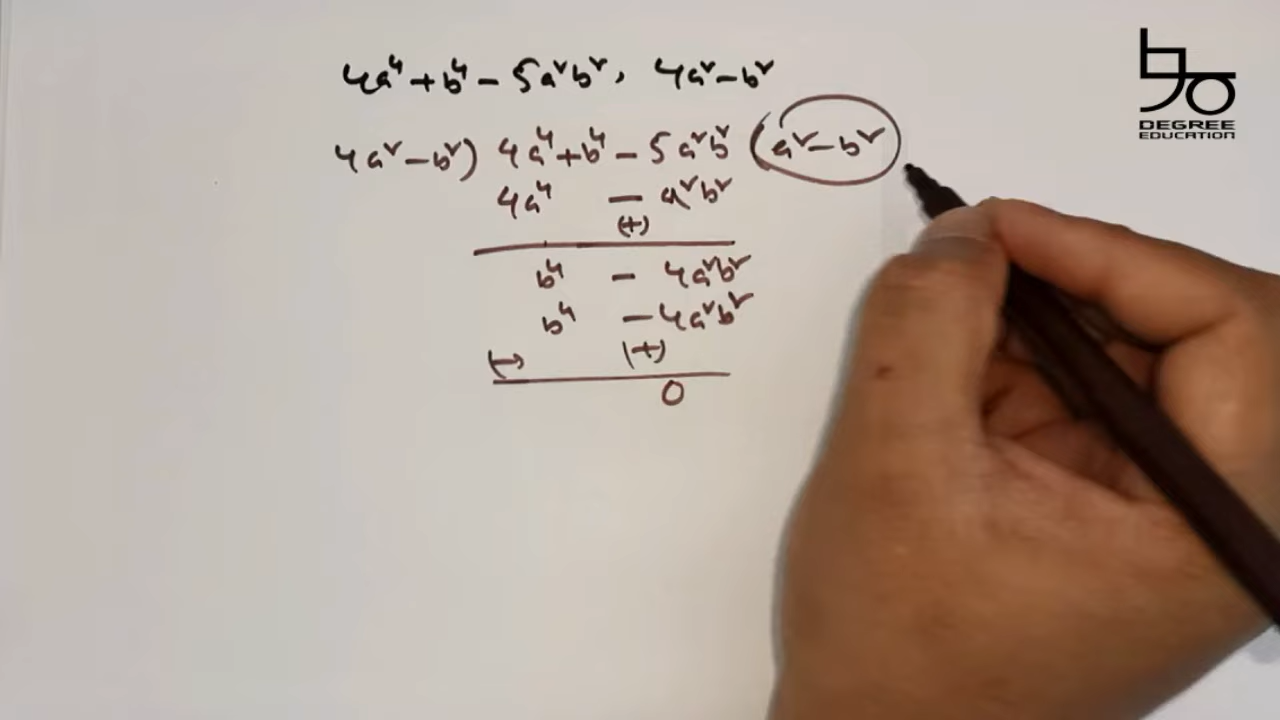 4a⁴ + b⁴ – 5a²b², 4a² – b²
4a² – b²) 4a⁴ + b⁴ – 5a²b² (a² – b²
4a⁴ – a²b²
(+)
b⁴ – 4a²b²
b⁴ – 4a²b²
(–) (+)
0
DEGREE
EDUCATION